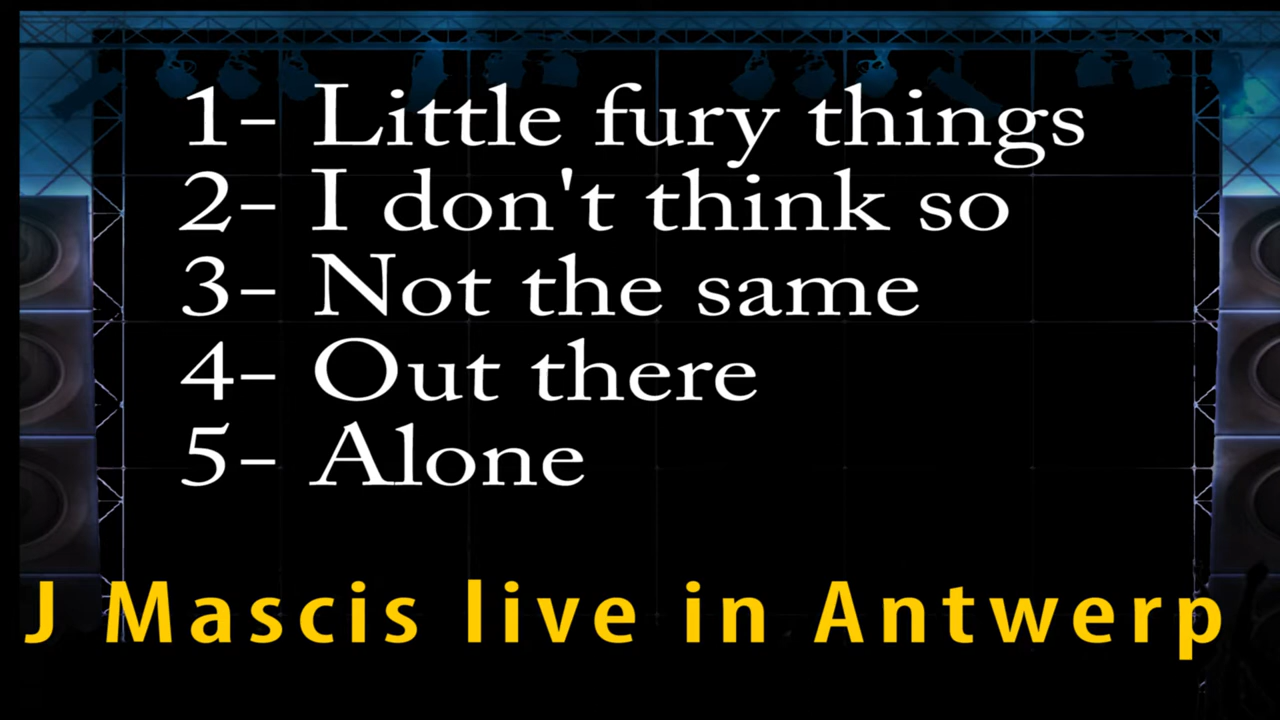 1- Little fury things
2- I don't think so
3- Not the same
4- Out there
5- Alone
J Mascis live in Antwerp